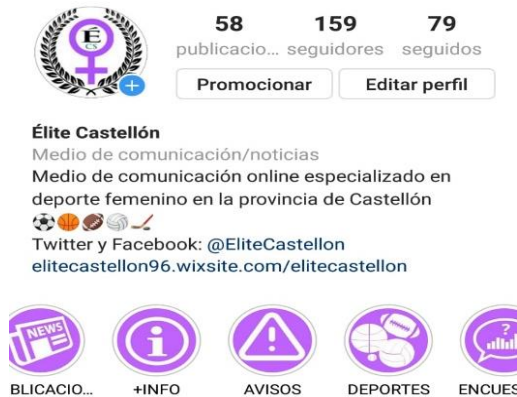 É
CS
58 159 79
publicacio... seguidores seguidos
Promocionar Editar perfil
Élite Castellón
Medio de comunicación/noticias
Medio de comunicación online especializado en
deporte femenino en la provincia de Castellón
Twitter y Facebook: @EliteCastellon
elitecastellon96.wixsite.com/elitecastellon
NEWS
BLICACIO... +INFO AVISOS DEPORTES ENCUES